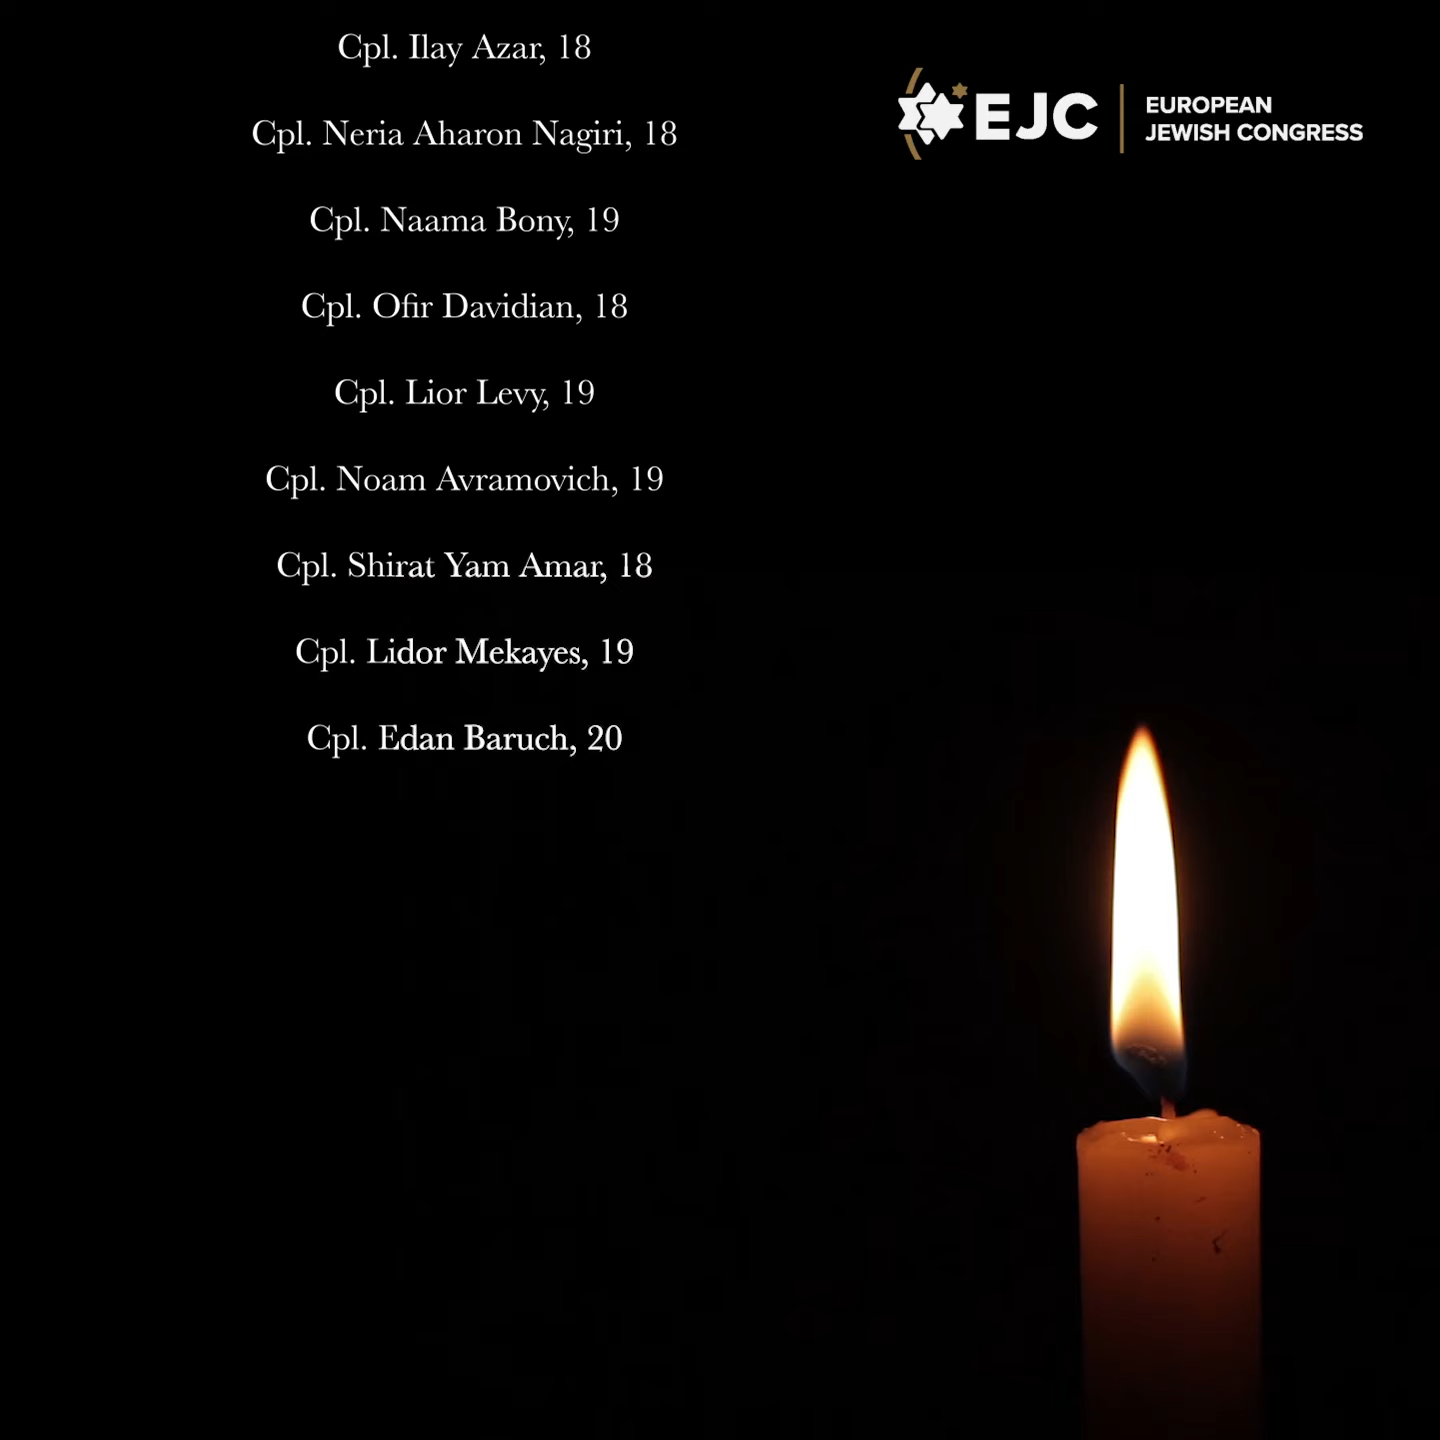 Cpl. Ilay Azar, 18
Cpl. Neria Aharon Nagiri, 18
Cpl. Naama Bony, 19
Cpl. Ofir Davidian, 18
Cpl. Lior Levy, 19
Cpl. Noam Avramovich, 19
Cpl. Shirat Yam Amar, 18
Cpl. Lidor Mekayes, 19
Cpl. Edan Baruch, 20
EJC
EUROPEAN
JEWISH CONGRESS